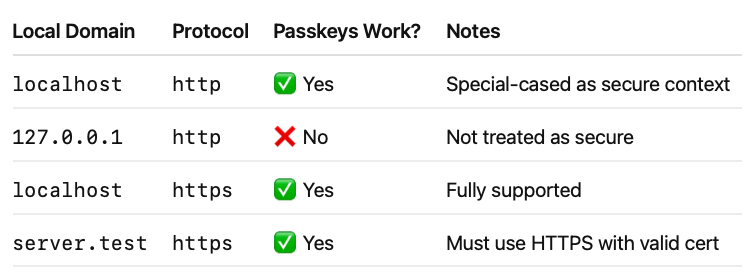 Local Domain Protocol Passkeys Work? Notes
localhost http ✅ Yes Special-cased as secure context
127.0.0.1 http ❌ No Not treated as secure
localhost https ✅ Yes Fully supported
server.test https ✅ Yes Must use HTTPS with valid cert